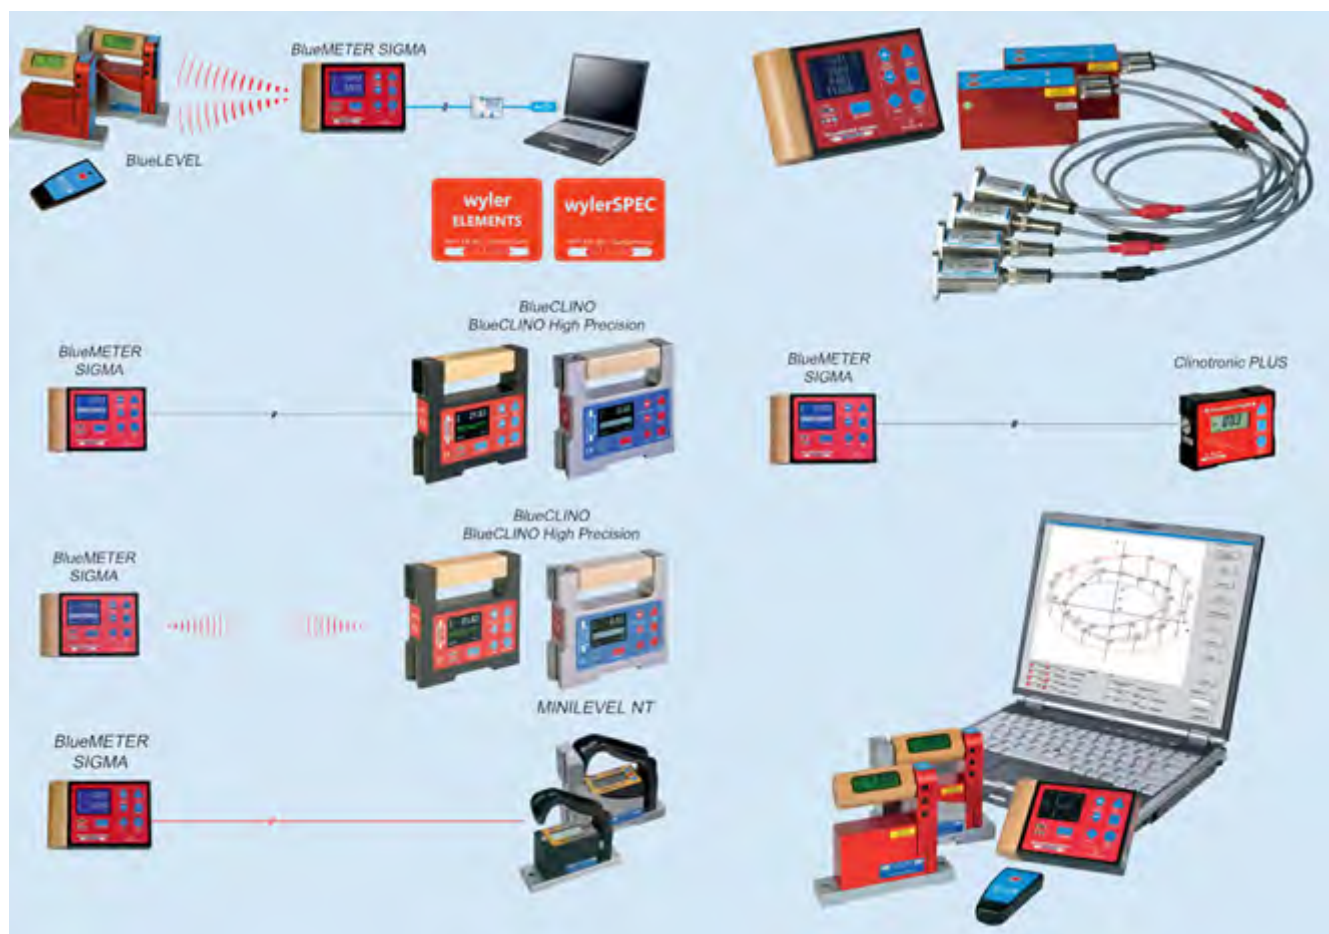 BlueMETER SIGMA
BlueLEVEL
wyler
ELEMENTS
wylerSPEC
BlueCLINO
BlueCLINO High Precision
BlueMETER
SIGMA
BlueMETER
SIGMA
Clinotronic PLUS
BlueCLINO
BlueCLINO High Precision
BlueMETER
SIGMA
MINILEVEL NT
BlueMETER
SIGMA